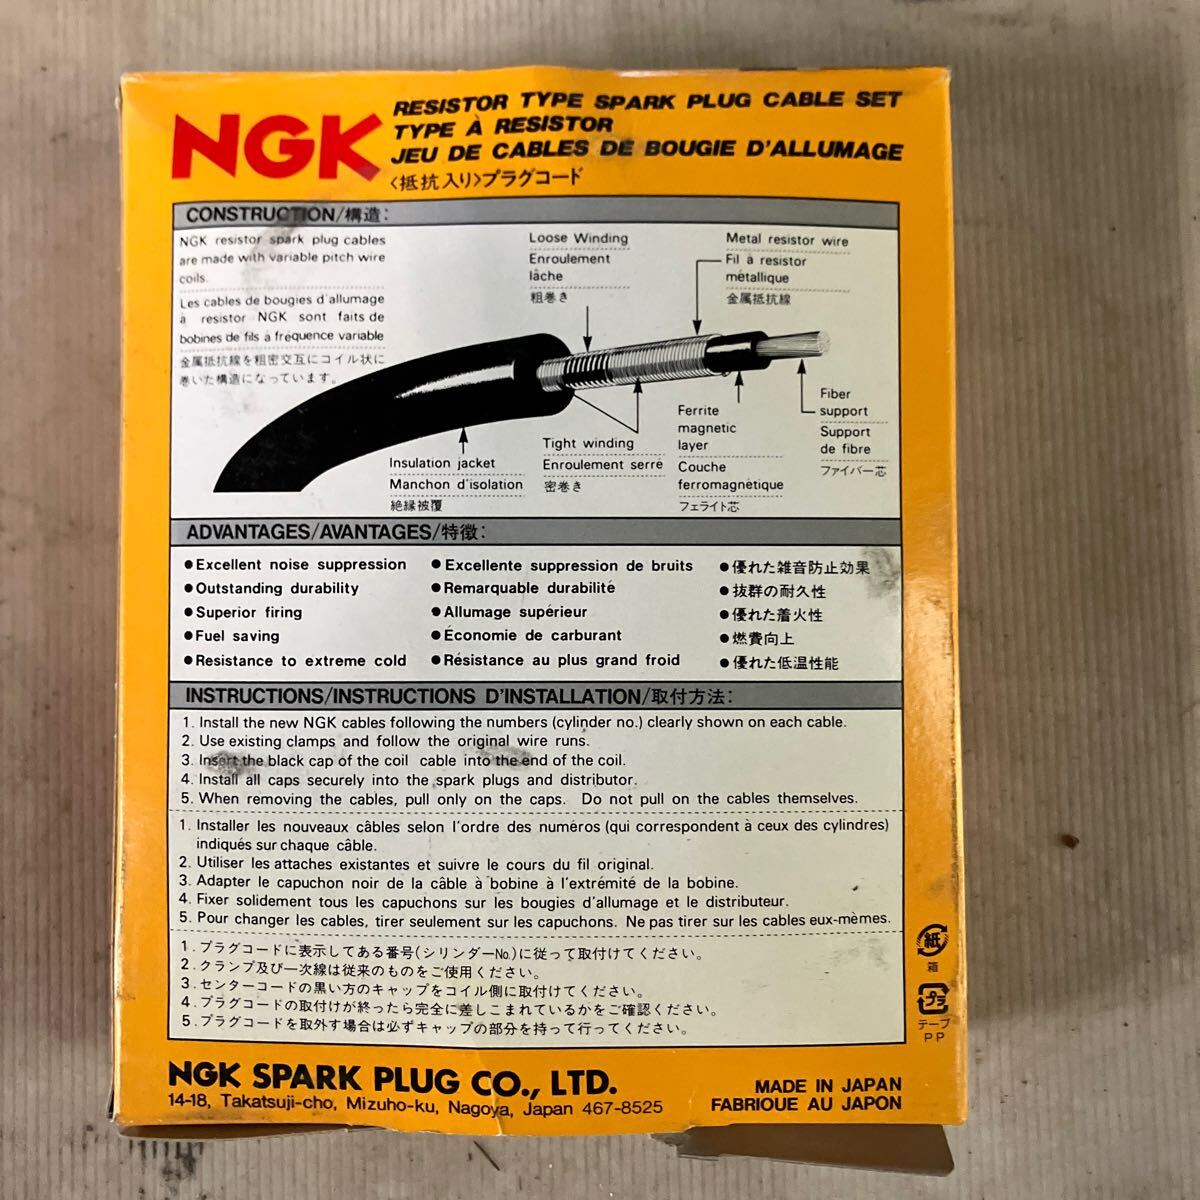 NGK
RESISTOR TYPE SPARK PLUG CABLE SET
TYPE À RESISTOR
JEU DE CABLES DE BOUGIE D'ALLUMAGE
〈抵抗入り〉プラグコード
CONSTRUCTION/構造:
NGK resistor spark plug cables
are made with variable pitch wire
coils.
Les cables de bougies d'allumage
à resistor NGK sont faits de
bobines de fils à frequence variable
金属抵抗線を粗密交互にコイル状に
巻いた構造になっています。
Loose Winding
Enroulement
lâche
粗巻き
Metal resistor wire
Fil à resistor
métallique
金属抵抗線
Insulation jacket
Manchon d'isolation
絶縁被覆
Tight winding
Enroulement serré
密巻き
Ferrite
magnetic
layer
Couche
ferromagnétique
フェライト芯
Fiber
support
Support
de fibre
ファイバー芯
ADVANTAGES/AVANTAGES/特徴:
●Excellent noise suppression
●Outstanding durability
●Superior firing
●Fuel saving
●Resistance to extreme cold
●Excellente suppression de bruits
●Remarquable durabilité
●Allumage supérieur
●Économie de carburant
●Résistance au plus grand froid
●優れた雑音防止効果
●抜群の耐久性
●優れた着火性
●燃費向上
●優れた低温性能
INSTRUCTIONS/INSTRUCTIONS D'INSTALLATION/取付方法:
1. Install the new NGK cables following the numbers (cylinder no.) clearly shown on each cable.
2. Use existing clamps and follow the original wire runs.
3. Insert the black cap of the coil cable into the end of the coil.
4. Install all caps securely into the spark plugs and distributor.
5. When removing the cables, pull only on the caps. Do not pull on the cables themselves.
1. Installer les nouveaux câbles selon l'ordre des numéros (qui correspondent à ceux des cylindres)
indiqués sur chaque câble.
2. Utiliser les attaches existantes et suivre le cours du fil original.
3. Adapter le capuchon noir de la câble à bobine à l'extrémité de la bobine.
4. Fixer solidement tous les capuchons sur les bougies d'allumage et le distributeur.
5. Pour changer les cables, tirer seulement sur les capuchons. Ne pas tirer sur les cables eux-mèmes.
1. プラグコードに表示してある番号(シリンダーNo.)に従って取付けてください。
2. クランプ及び一次線は従来のものをご使用ください。
3. センターコードの黒い方のキャップをコイル側に取付けてください。
4. プラグコードの取付けが終ったら完全に差しこまれているかをご確認ください。
5. プラグコードを取外す場合は必ずキャップの部分を持って行ってください。
紙
箱
プラ
テープ
PP
NGK SPARK PLUG CO., LTD.
14-18, Takatsuji-cho, Mizuho-ku, Nagoya, Japan 467-8525
MADE IN JAPAN
FABRIQUE AU JAPON